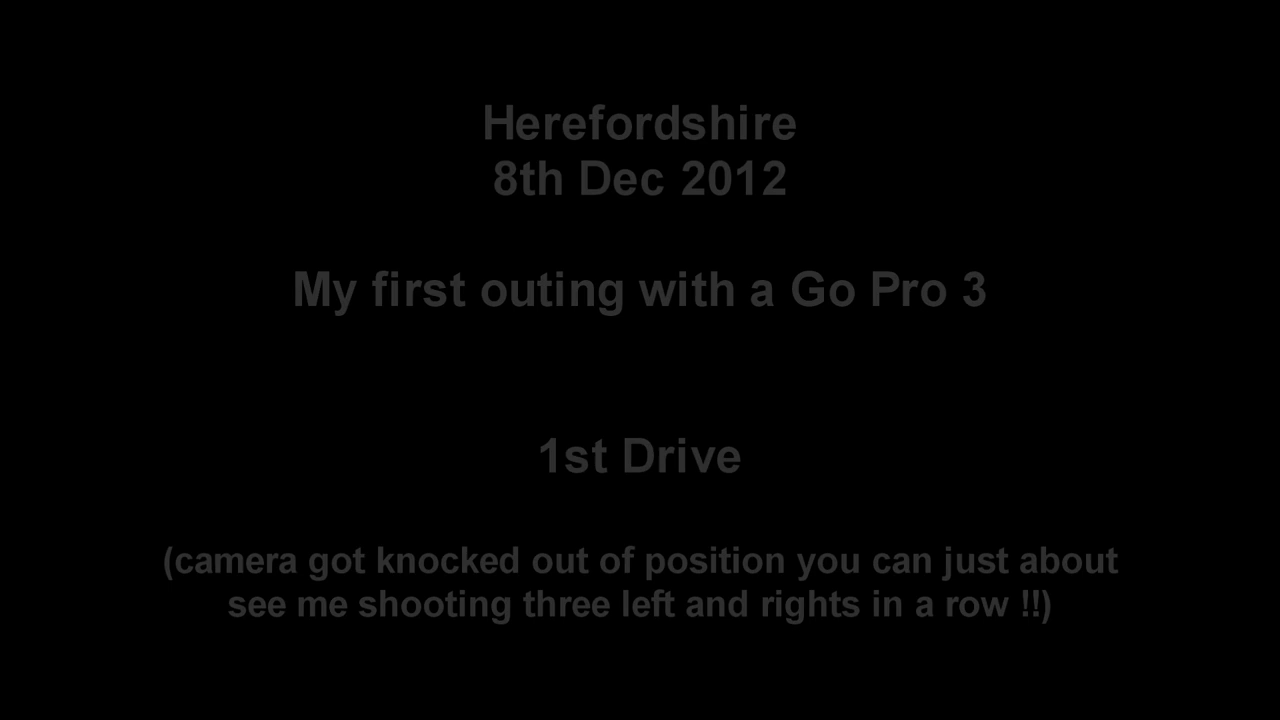 Herefordshire
8th Dec 2012
My first outing with a Go Pro 3
1st Drive
(camera got knocked out of position you can just about
see me shooting three left and rights in a row !!)